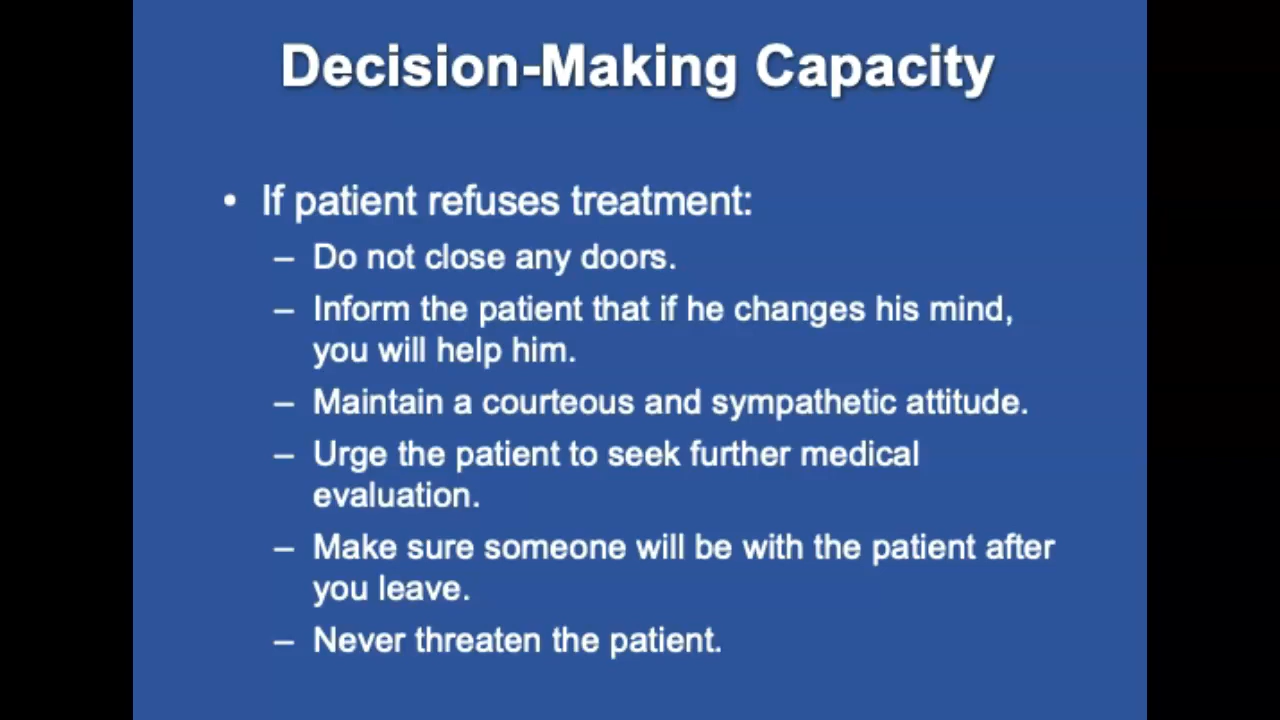 Decision-Making Capacity
• If patient refuses treatment:
– Do not close any doors.
– Inform the patient that if he changes his mind,
you will help him.
– Maintain a courteous and sympathetic attitude.
– Urge the patient to seek further medical
evaluation.
– Make sure someone will be with the patient after
you leave.
– Never threaten the patient.